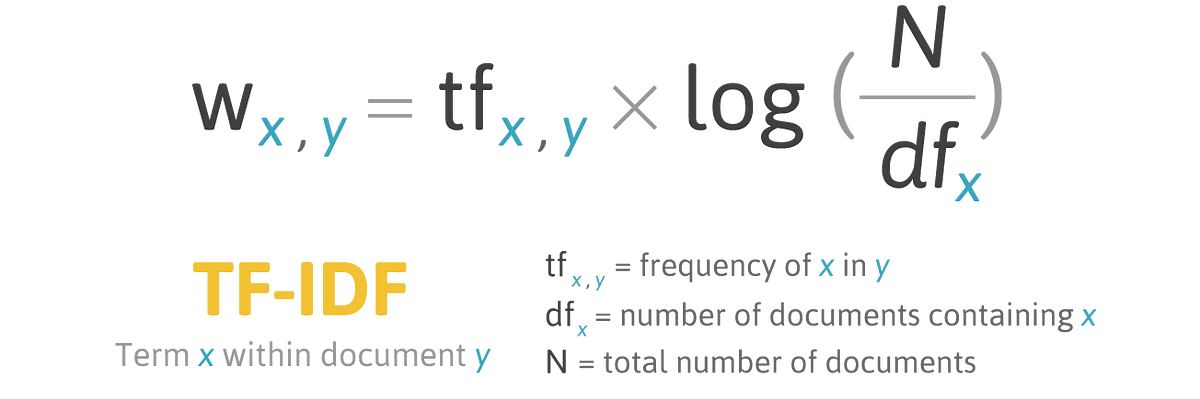 w x , y = tf x , y × log ( N / df x )
TF-IDF
Term x within document y
tf x , y = frequency of x in y
df x = number of documents containing x
N = total number of documents